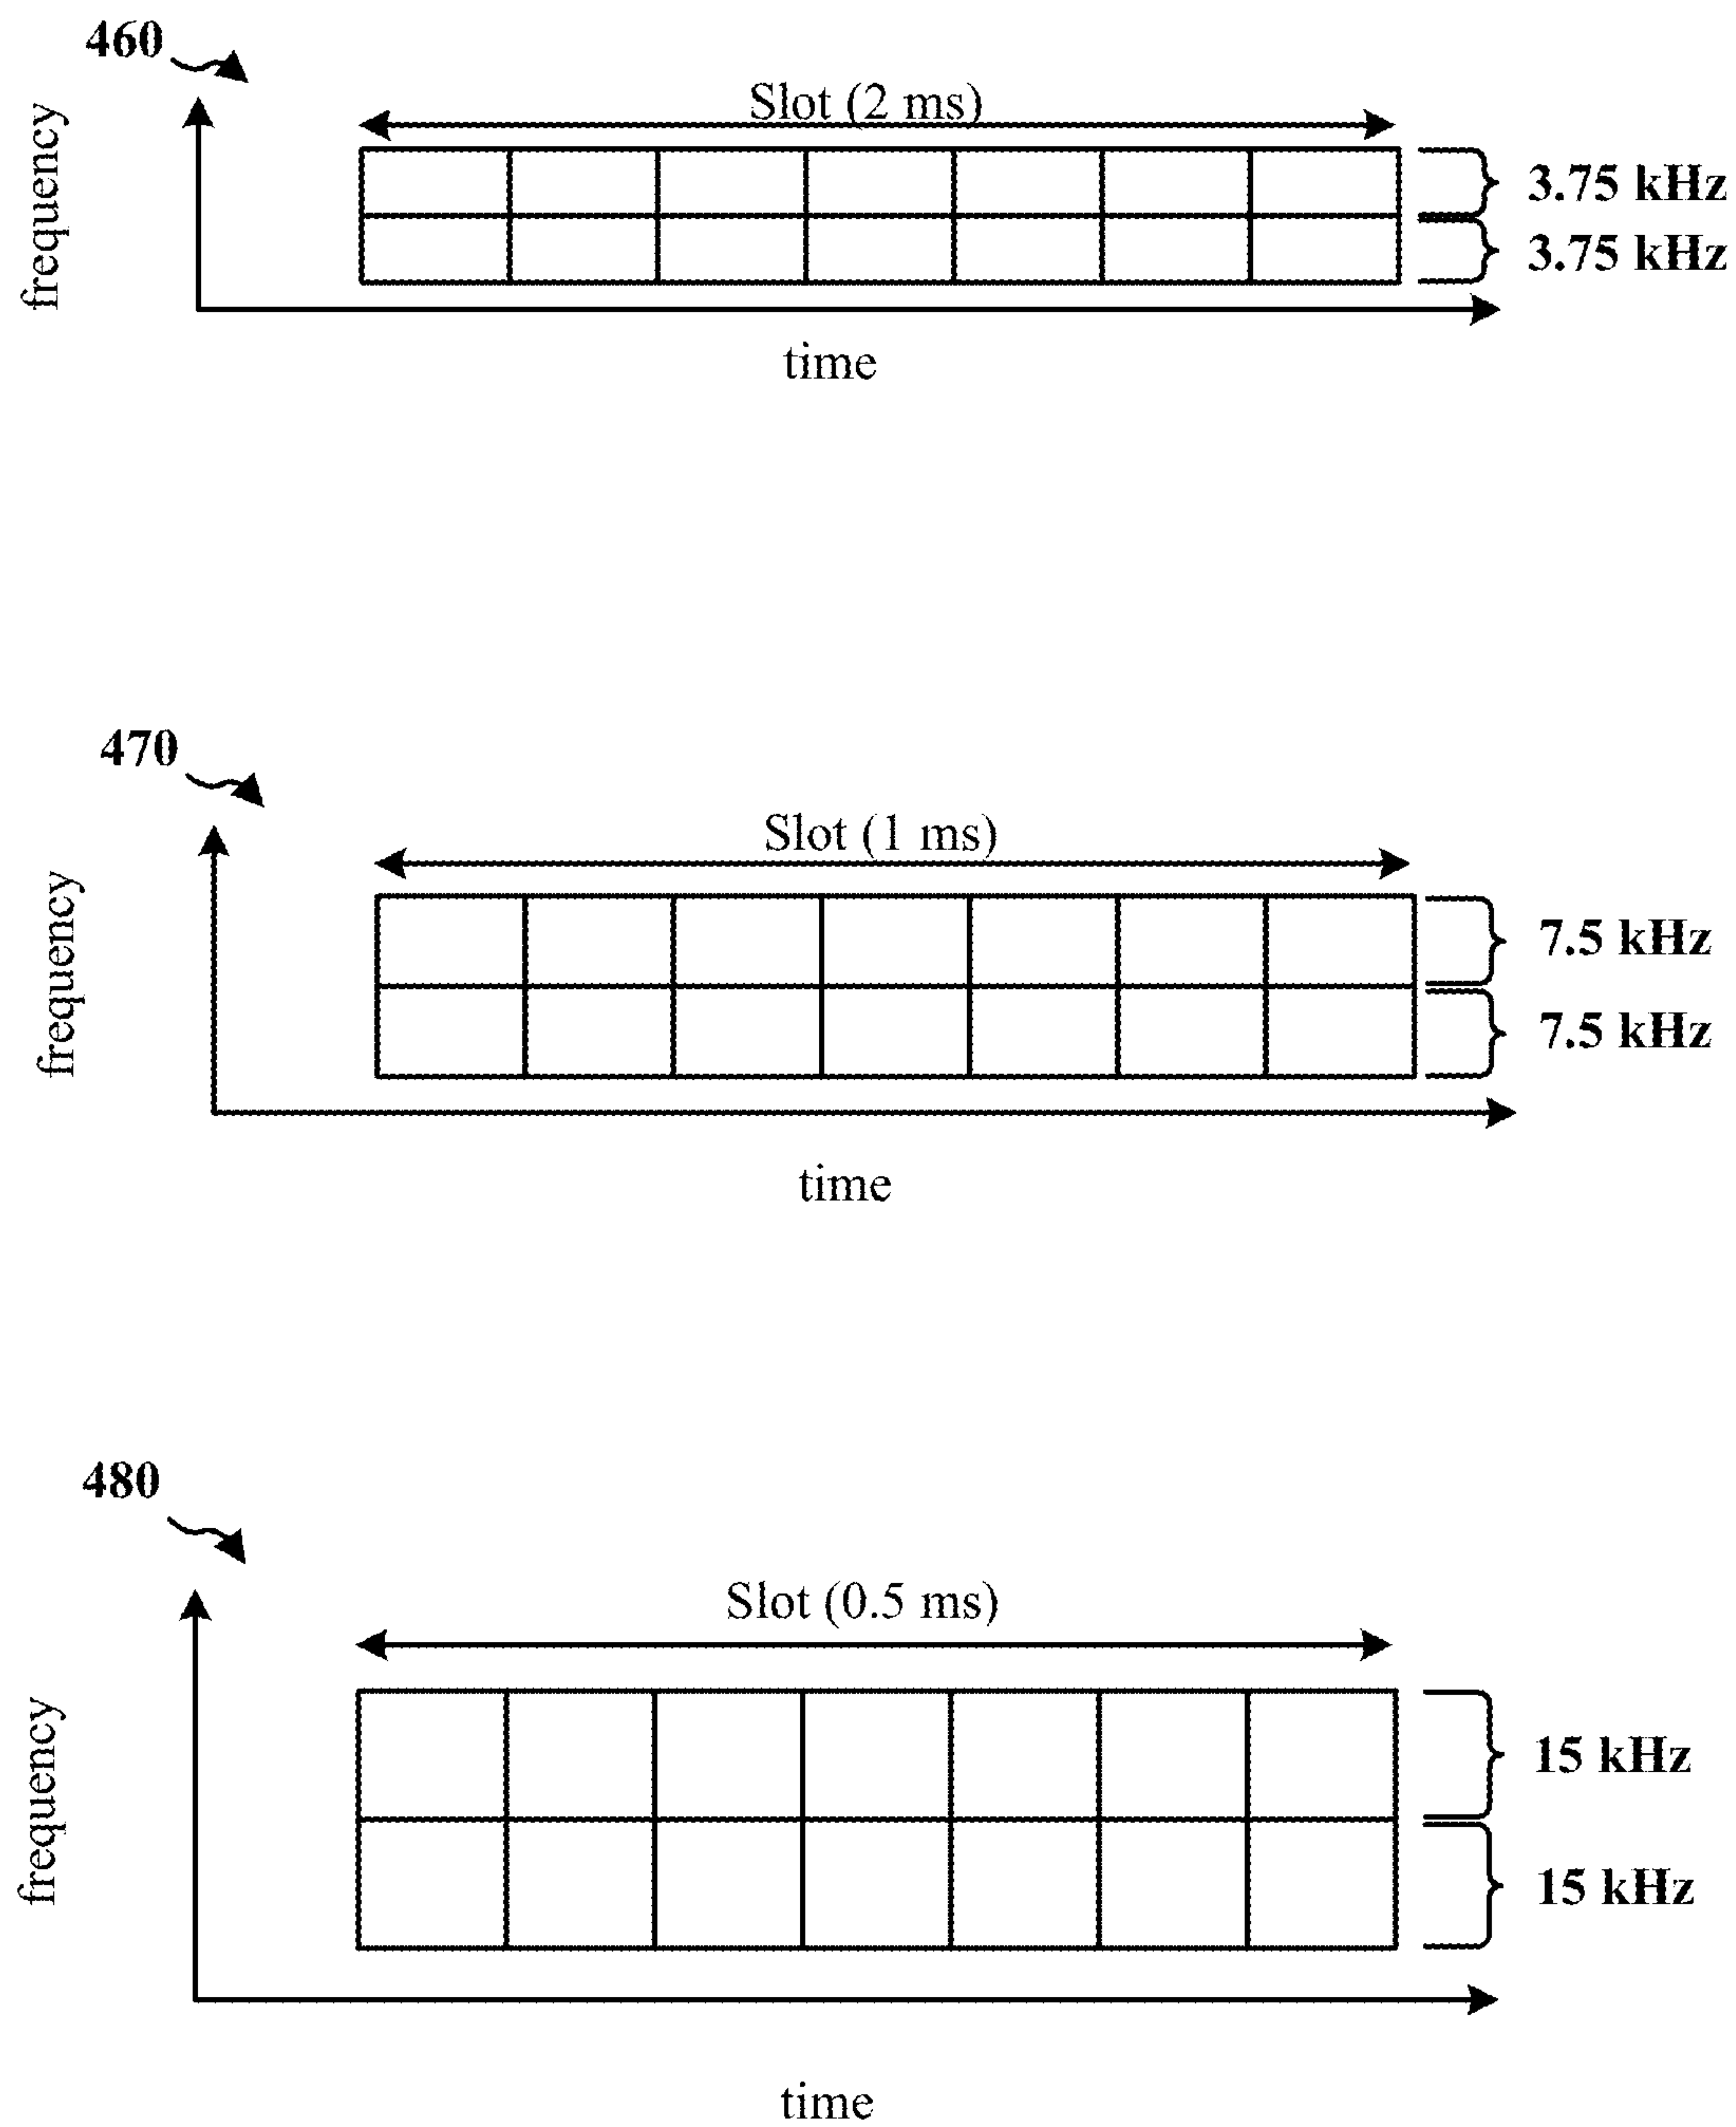 460
Slot (2 ms)
frequency
3.75 kHz
3.75 kHz
time
470
Slot (1 ms)
frequency
7.5 kHz
7.5 kHz
time
480
Slot (0.5 ms)
frequency
15 kHz
15 kHz
time